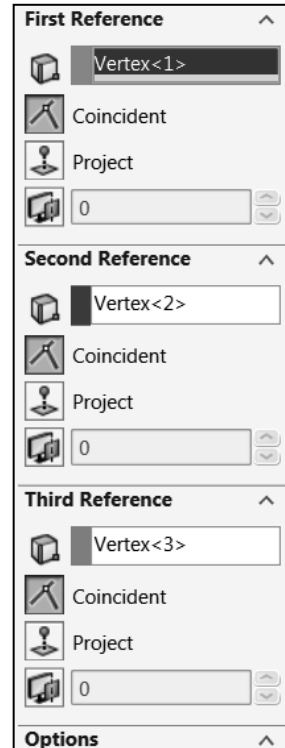 First Reference
Vertex<1>
Coincident
Project
0
Second Reference
Vertex<2>
Coincident
Project
0
Third Reference
Vertex<3>
Coincident
Project
0
Options